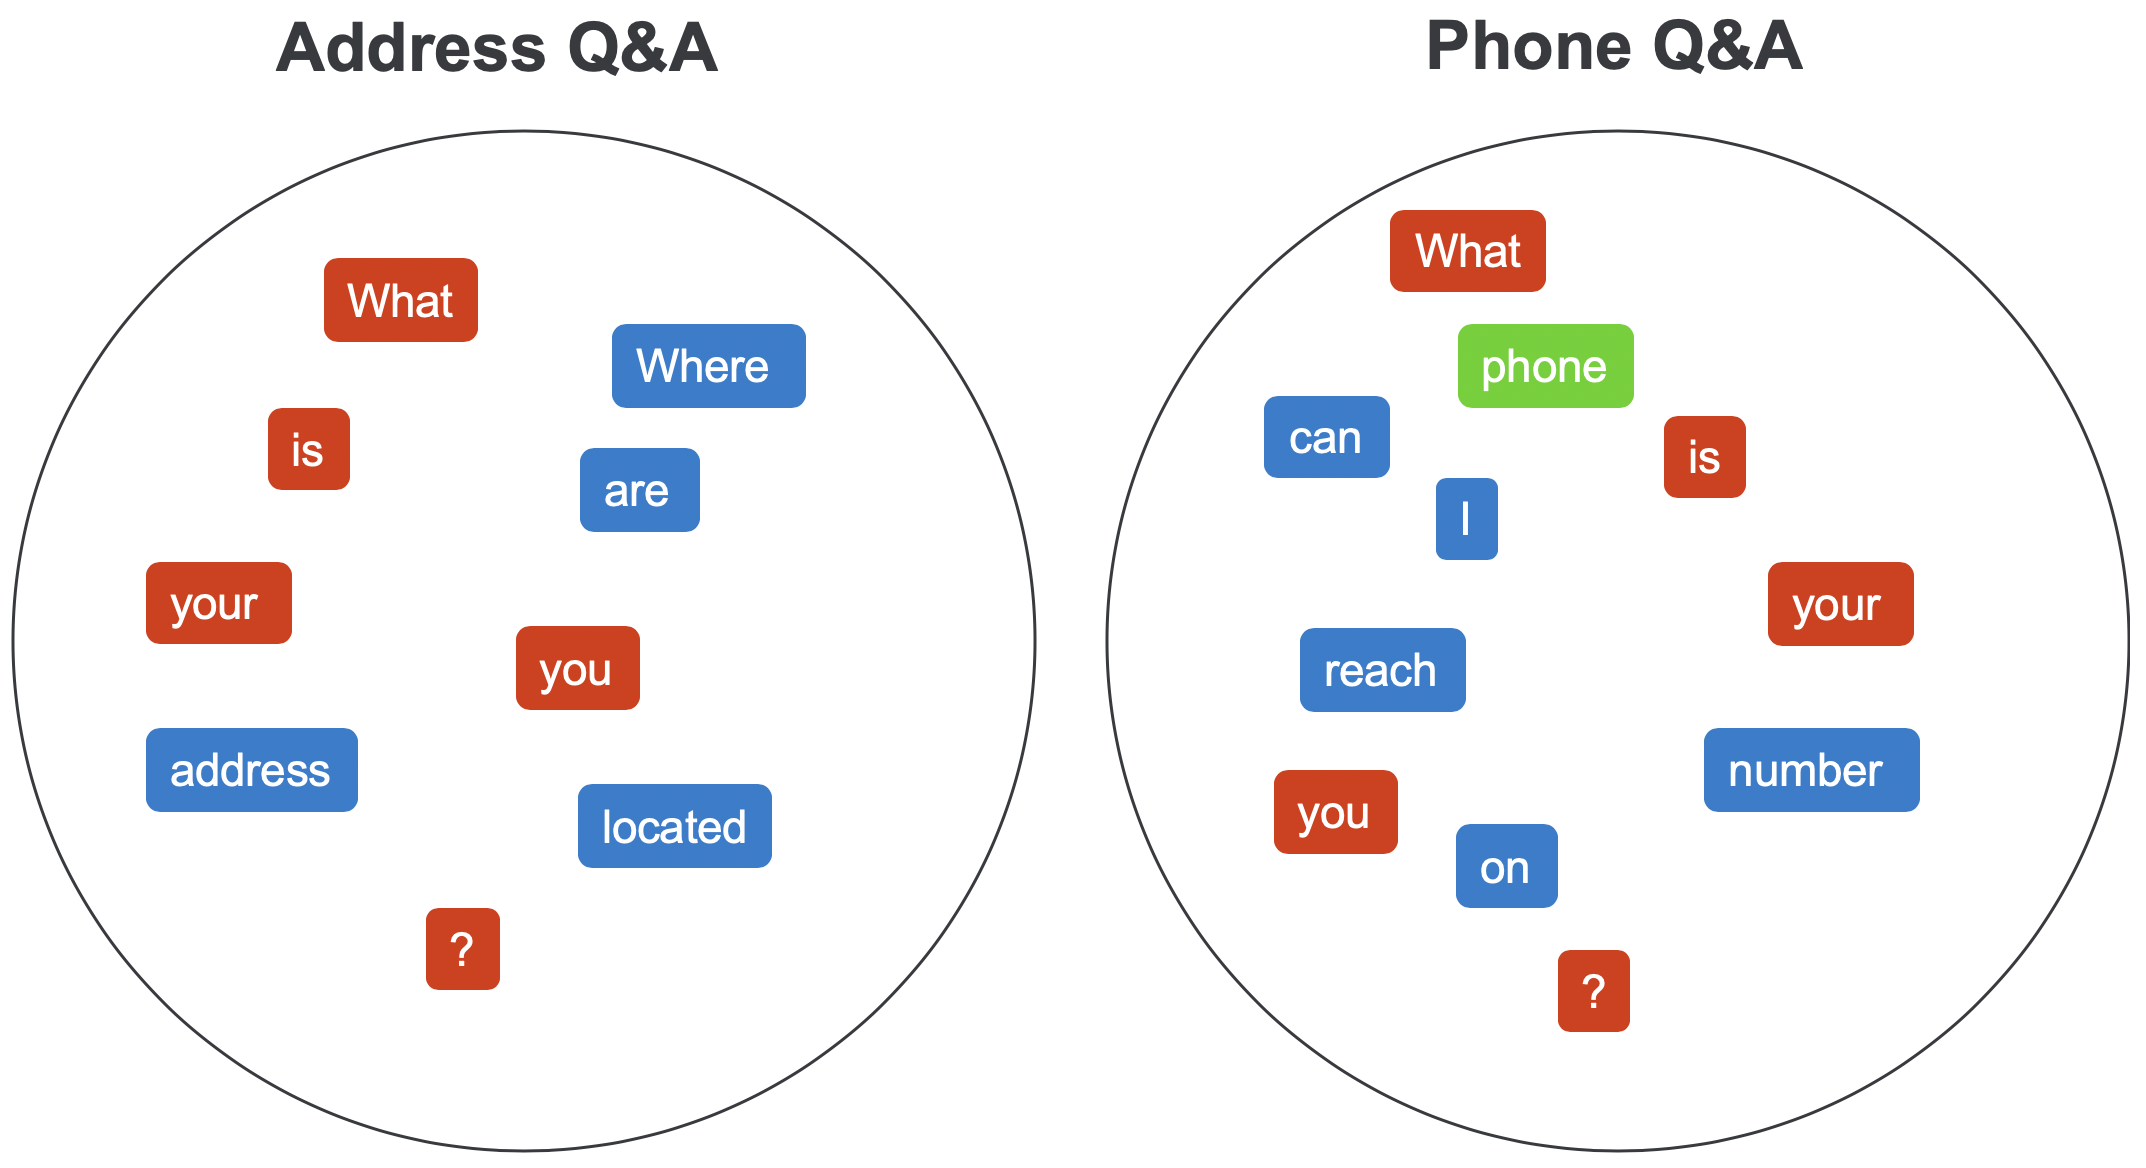 Address Q&A
What
Where
is
are
your
you
address
located
?
Phone Q&A
What
phone
can
is
I
your
reach
number
you
on
?